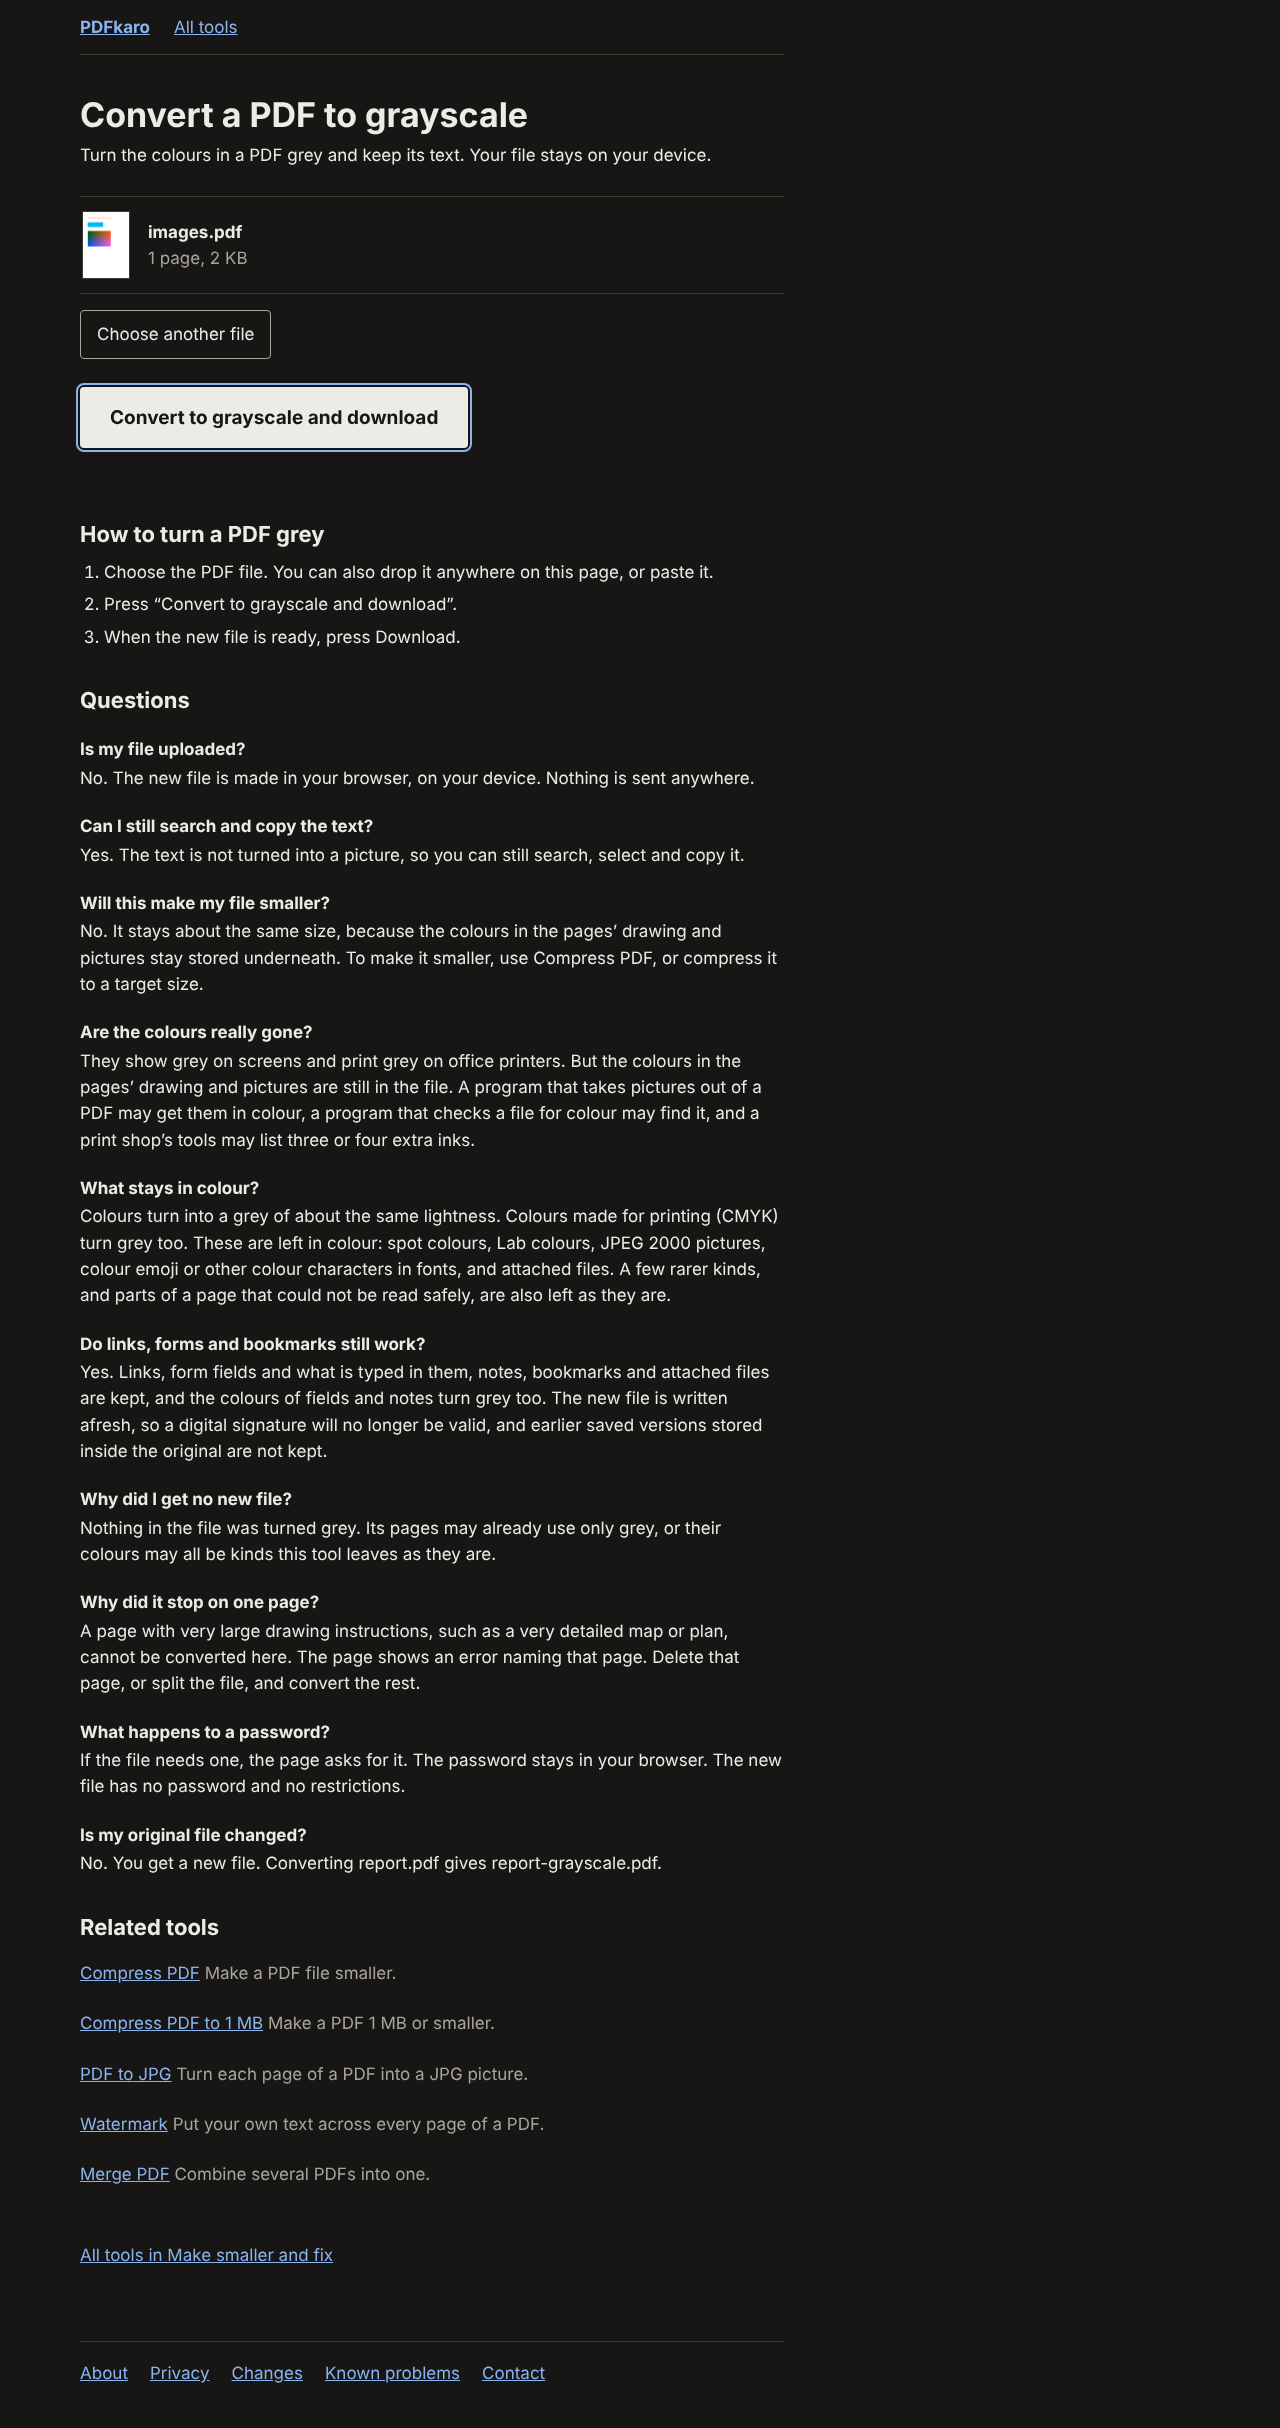 PDFkaro All tools
Convert a PDF to grayscale
Turn the colours in a PDF grey and keep its text. Your file stays on your device.
images.pdf
1 page, 2 KB
Choose another file
Convert to grayscale and download
How to turn a PDF grey
1. Choose the PDF file. You can also drop it anywhere on this page, or paste it.
2. Press “Convert to grayscale and download”.
3. When the new file is ready, press Download.
Questions
Is my file uploaded?
No. The new file is made in your browser, on your device. Nothing is sent anywhere.
Can I still search and copy the text?
Yes. The text is not turned into a picture, so you can still search, select and copy it.
Will this make my file smaller?
No. It stays about the same size, because the colours in the pages’ drawing and
pictures stay stored underneath. To make it smaller, use Compress PDF, or compress it
to a target size.
Are the colours really gone?
They show grey on screens and print grey on office printers. But the colours in the
pages’ drawing and pictures are still in the file. A program that takes pictures out of a
PDF may get them in colour, a program that checks a file for colour may find it, and a
print shop’s tools may list three or four extra inks.
What stays in colour?
Colours turn into a grey of about the same lightness. Colours made for printing (CMYK)
turn grey too. These are left in colour: spot colours, Lab colours, JPEG 2000 pictures,
colour emoji or other colour characters in fonts, and attached files. A few rarer kinds,
and parts of a page that could not be read safely, are also left as they are.
Do links, forms and bookmarks still work?
Yes. Links, form fields and what is typed in them, notes, bookmarks and attached files
are kept, and the colours of fields and notes turn grey too. The new file is written
afresh, so a digital signature will no longer be valid, and earlier saved versions stored
inside the original are not kept.
Why did I get no new file?
Nothing in the file was turned grey. Its pages may already use only grey, or their
colours may all be kinds this tool leaves as they are.
Why did it stop on one page?
A page with very large drawing instructions, such as a very detailed map or plan,
cannot be converted here. The page shows an error naming that page. Delete that
page, or split the file, and convert the rest.
What happens to a password?
If the file needs one, the page asks for it. The password stays in your browser. The new
file has no password and no restrictions.
Is my original file changed?
No. You get a new file. Converting report.pdf gives report-grayscale.pdf.
Related tools
Compress PDF Make a PDF file smaller.
Compress PDF to 1 MB Make a PDF 1 MB or smaller.
PDF to JPG Turn each page of a PDF into a JPG picture.
Watermark Put your own text across every page of a PDF.
Merge PDF Combine several PDFs into one.
All tools in Make smaller and fix
About Privacy Changes Known problems Contact